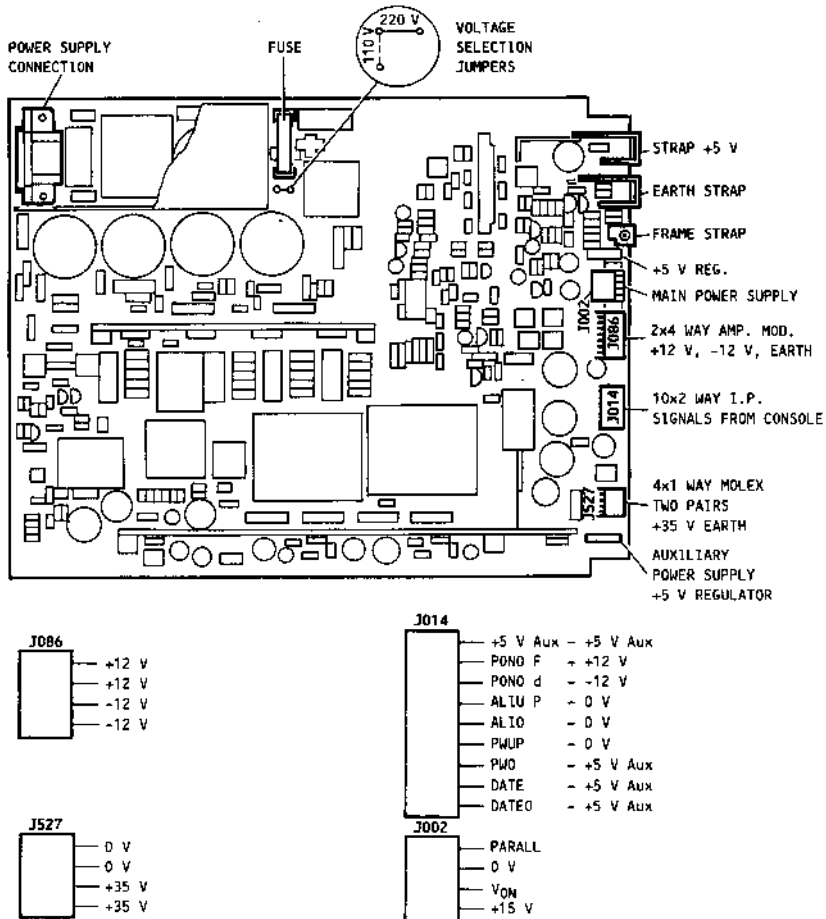 POWER SUPPLY
CONNECTION
FUSE
220 V
110 V
VOLTAGE
SELECTION
JUMPERS
STRAP +5 V
EARTH STRAP
FRAME STRAP
+5 V REG.
J002
MAIN POWER SUPPLY
J086
2x4 WAY AMP. MOD.
+12 V, -12 V, EARTH
J014
10x2 WAY I.P.
SIGNALS FROM CONSOLE
J527
4x1 WAY MOLEX
TWO PAIRS
+35 V EARTH
AUXILIARY
POWER SUPPLY
+5 V REGULATOR
J086
+12 V
+12 V
-12 V
-12 V
J014
+5 V Aux - +5 V Aux
PONO F - +12 V
PONO d - -12 V
ALIU P - 0 V
ALIO - 0 V
PWUP - 0 V
PWO - +5 V Aux
DATE - +5 V Aux
DATEO - +5 V Aux
J527
0 V
0 V
+35 V
+35 V
J002
PARALL
0 V
VON
+15 V